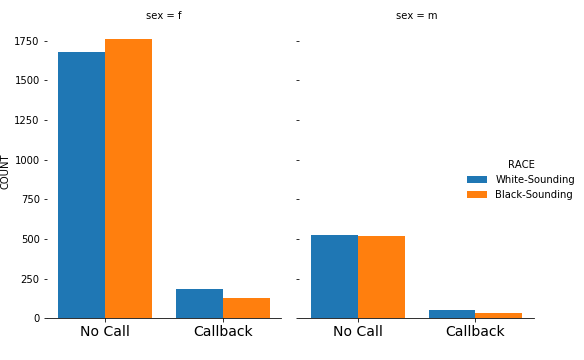 sex = f
sex = m
1750
1500
1250
1000
750
500
250
0
COUNT
RACE
White-Sounding
Black-Sounding
No Call
Callback
No Call
Callback